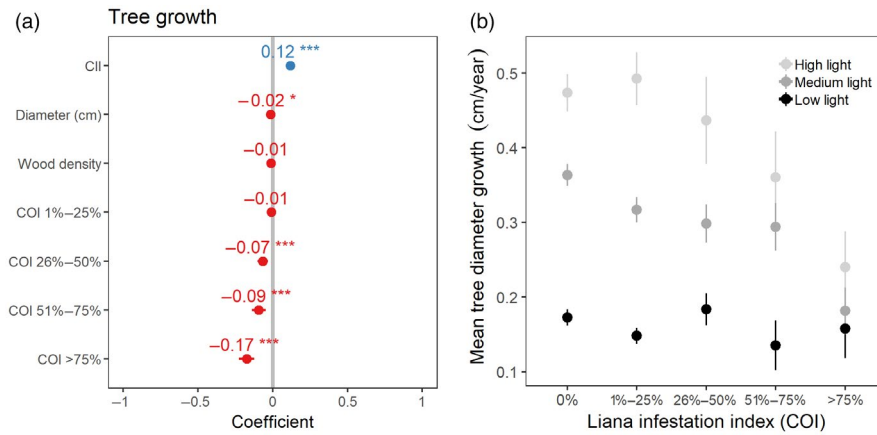 (a)
Tree growth
CII
0.12 ***
Diameter (cm)
−0.02 *
Wood density
−0.01
COI 1%–25%
−0.01
COI 26%–50%
−0.07 ***
COI 51%–75%
−0.09 ***
COI >75%
−0.17 ***
−1
−0.5
0
0.5
1
Coefficient
(b)
Mean tree diameter growth (cm/year)
0.5
0.4
0.3
0.2
0.1
High light
Medium light
Low light
0%
1%–25%
26%–50%
51%–75%
>75%
Liana infestation index (COI)